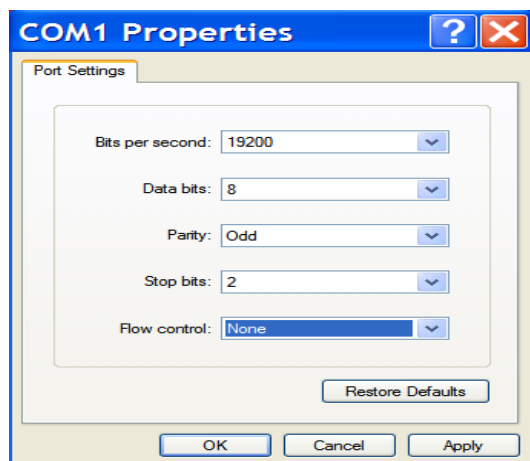 COM1 Properties
Port Settings
Bits per second: 19200
Data bits: 8
Parity: Odd
Stop bits: 2
Flow control: None
Restore Defaults
OK Cancel Apply